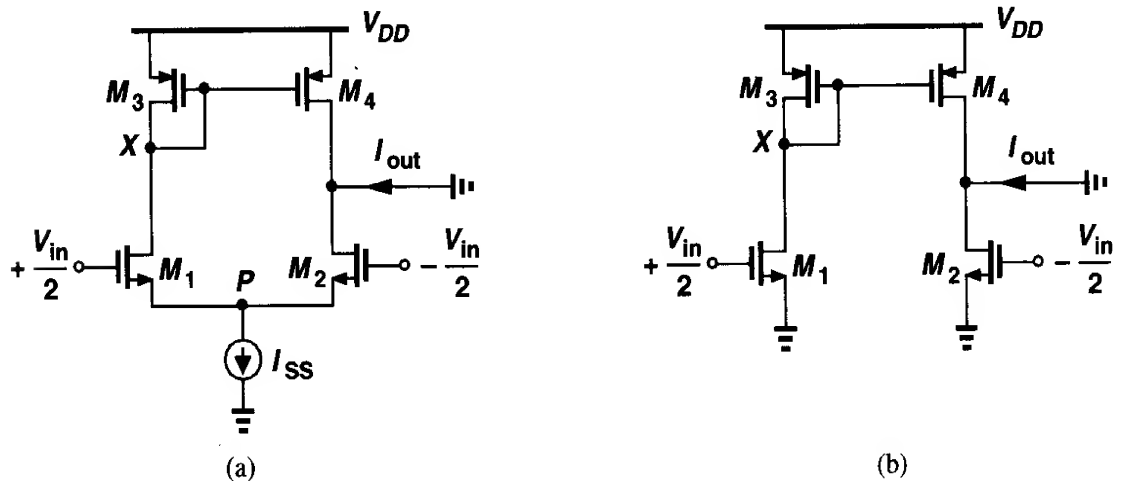 V_DD
M_3
M_4
X
I_out
+ V_in/2
M_1
P
M_2
- V_in/2
I_SS
(a)
V_DD
M_3
M_4
X
I_out
+ V_in/2
M_1
M_2
- V_in/2
(b)